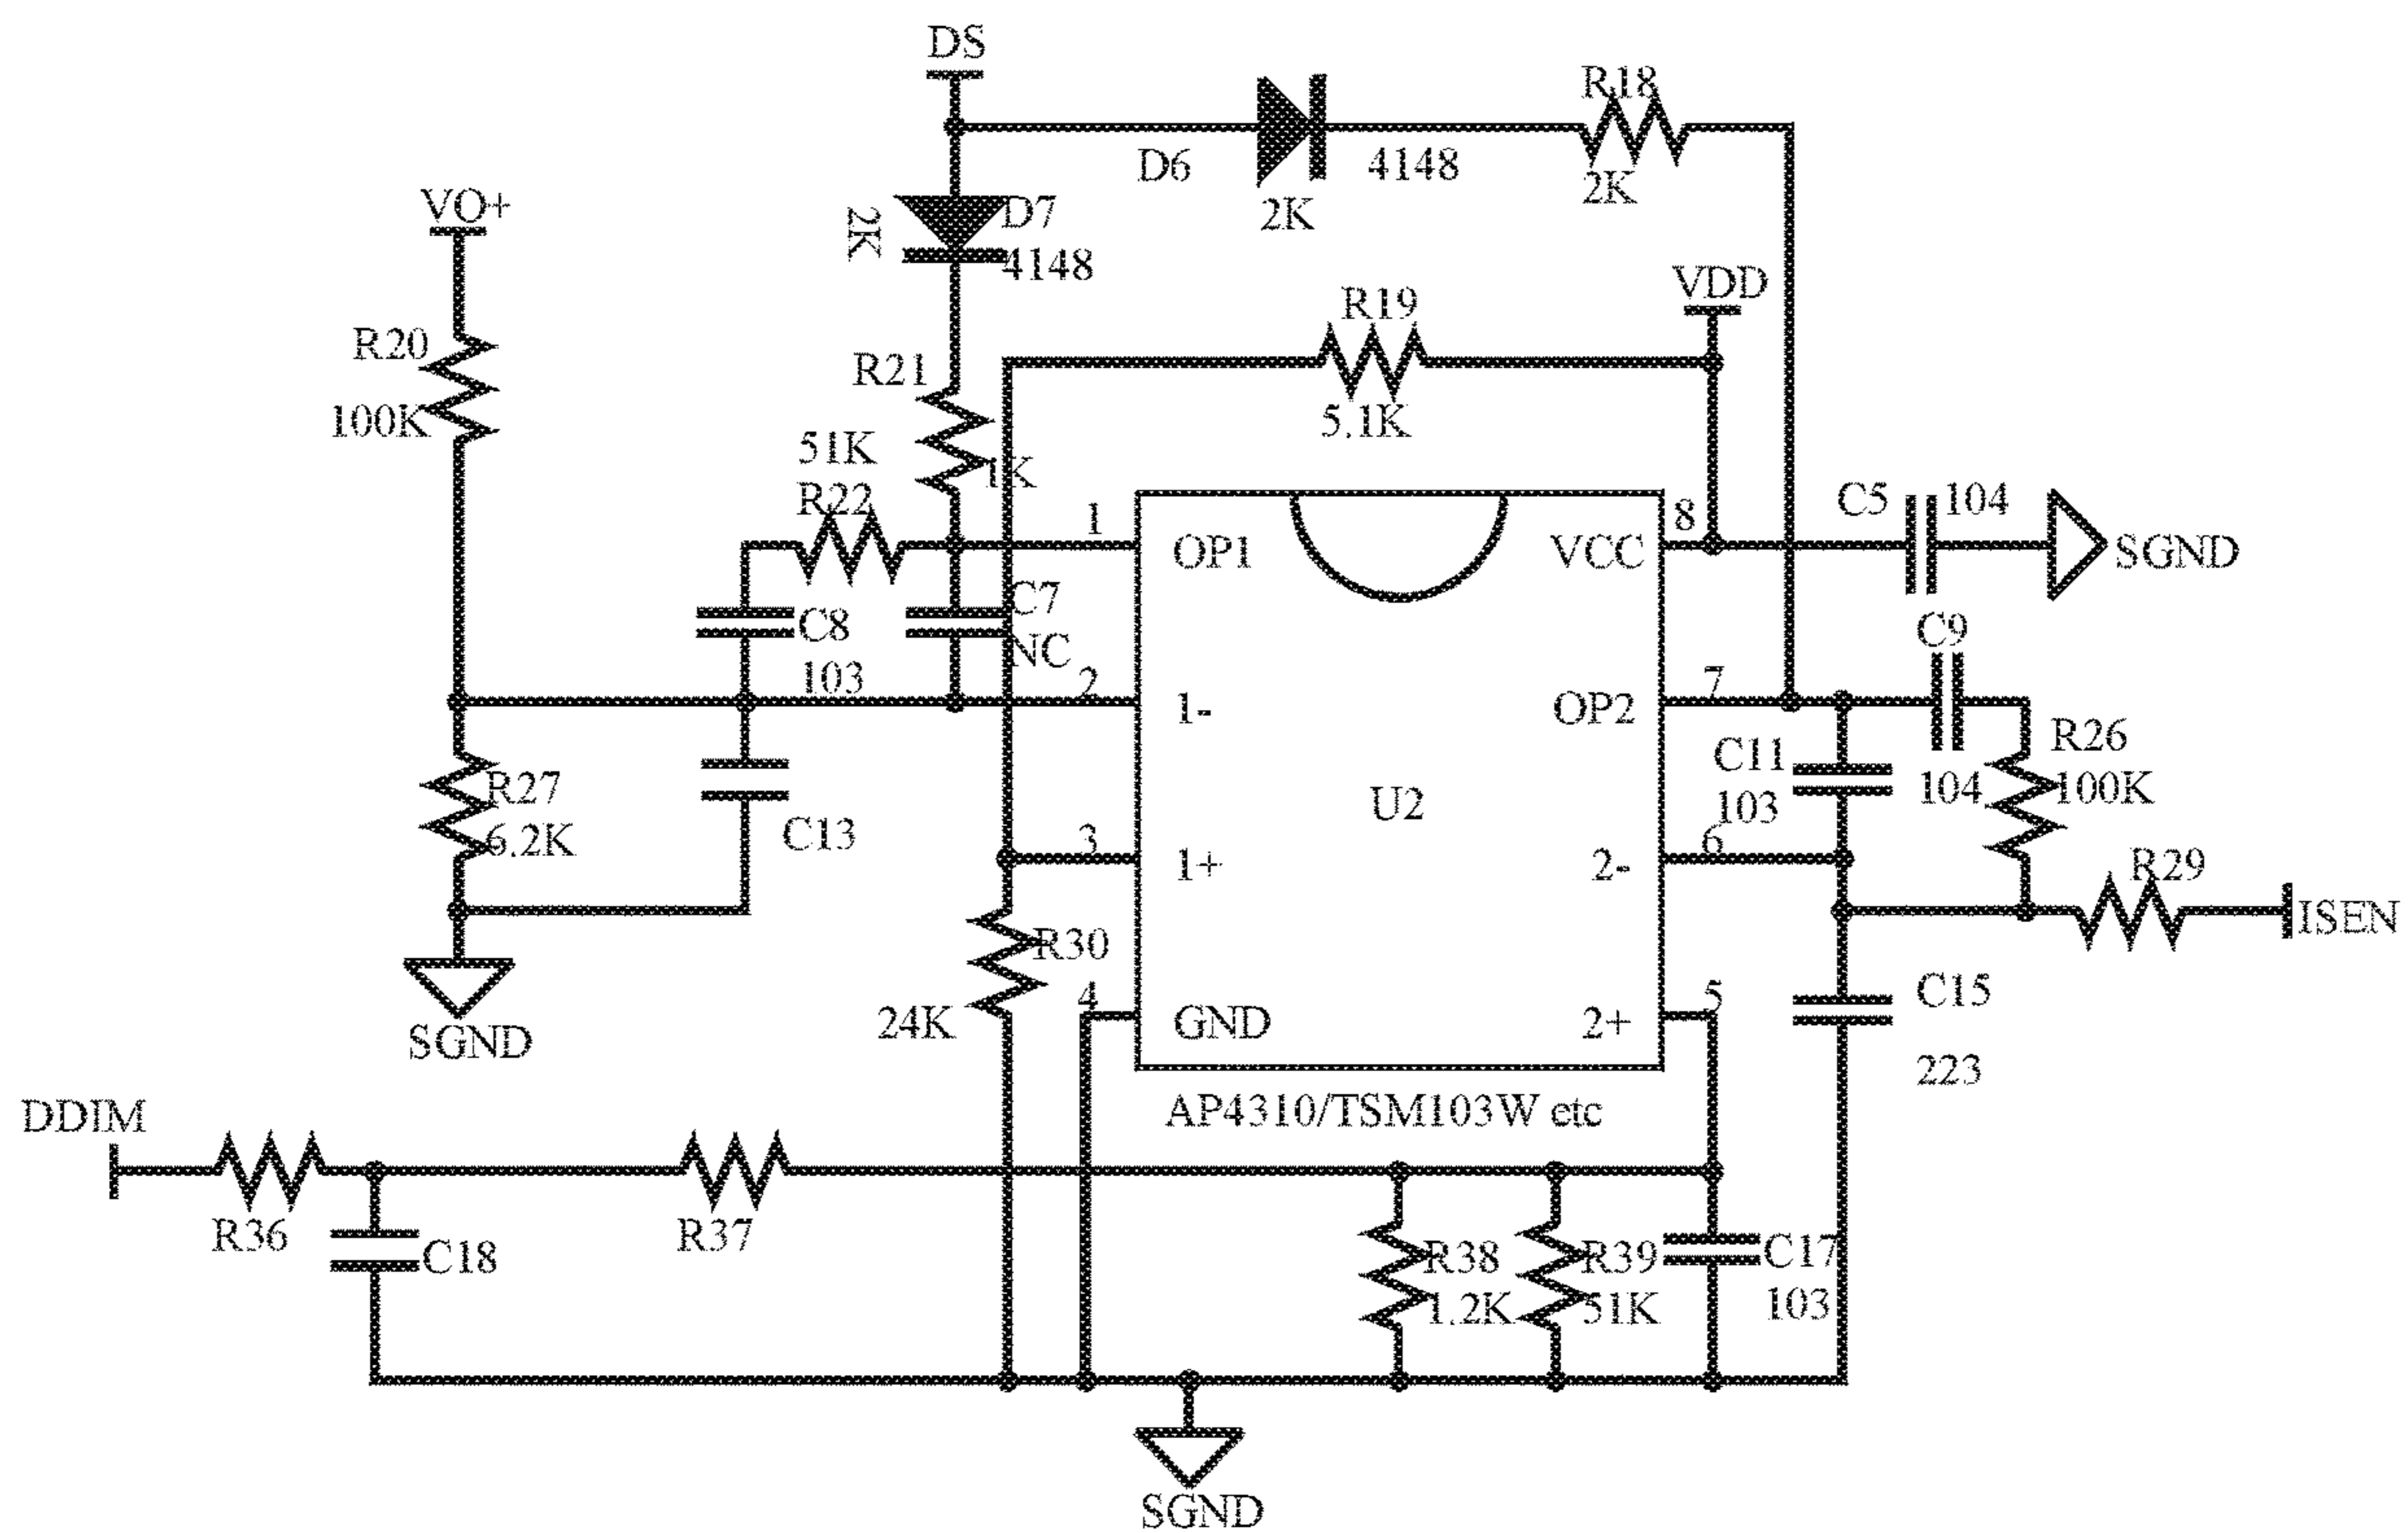 DS
R18
D6
4148
2K
2K
VO+
2K
D7
4148
VDD
R19
5.1K
R20
100K
R21
1K
51K
R22
1
OP1
8
VCC
C5
104
SGND
C8
103
C7
NC
C9
104
2
1-
7
OP2
R26
100K
C11
103
R27
6.2K
C13
U2
3
1+
6
2-
R29
ISEN
R30
24K
4
GND
5
2+
C15
223
SGND
AP4310/TSM103W etc
DDIM
R36
C18
R37
R38
1.2K
R39
51K
C17
103
SGND